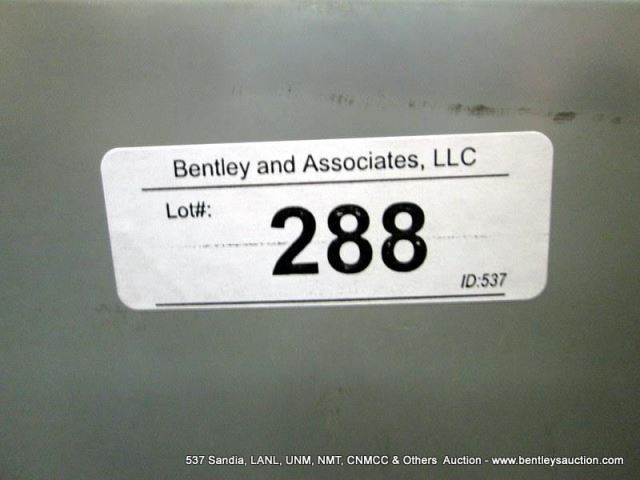 Bentley and Associates, LLC
Lot#:
288
ID:537
537 Sandia, LANL, UNM, NMT, CNMCC & Others  Auction - www.bentleysauction.com